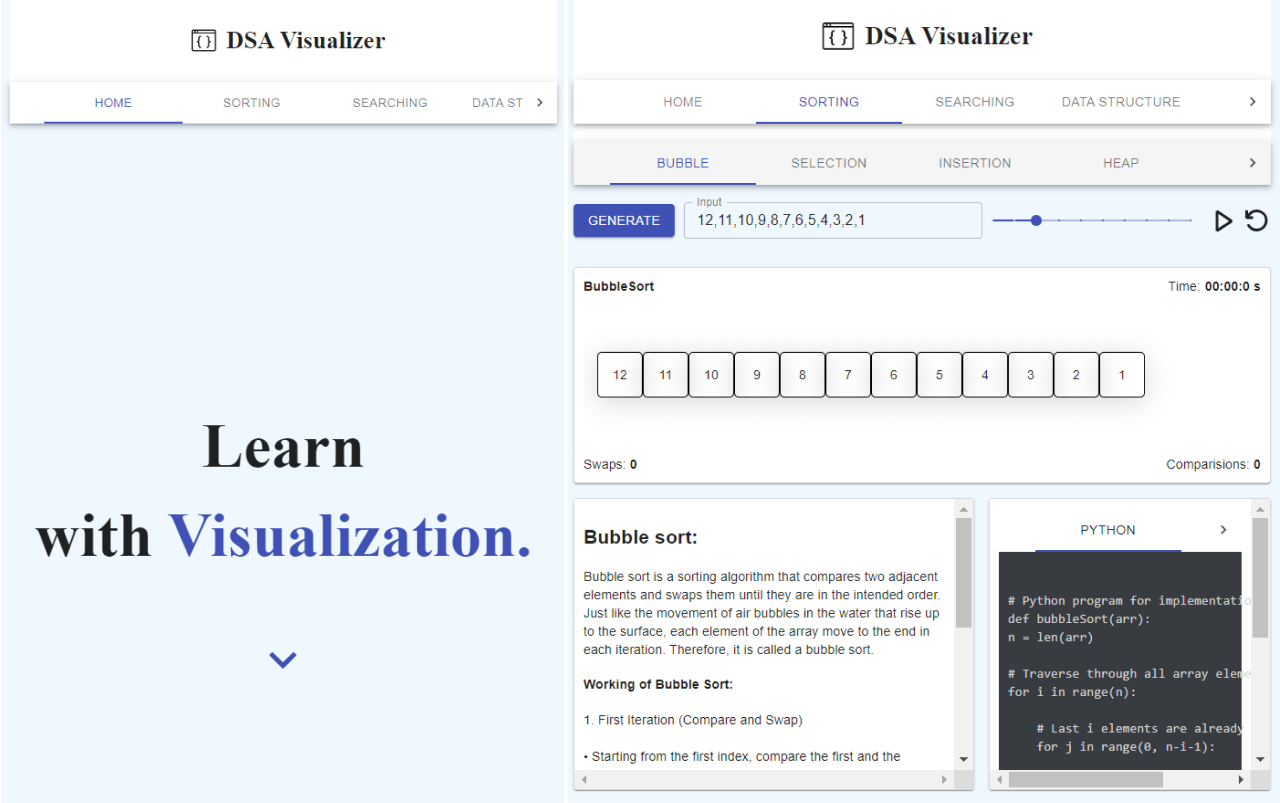 {} DSA Visualizer
HOME SORTING SEARCHING DATA ST
Learn
with Visualization.
{} DSA Visualizer
HOME SORTING SEARCHING DATA STRUCTURE
BUBBLE SELECTION INSERTION HEAP
GENERATE
Input
12,11,10,9,8,7,6,5,4,3,2,1
BubbleSort
Time: 00:00:0 s
12 11 10 9 8 7 6 5 4 3 2 1
Swaps: 0
Comparisions: 0
Bubble sort:
Bubble sort is a sorting algorithm that compares two adjacent
elements and swaps them until they are in the intended order.
Just like the movement of air bubbles in the water that rise up
to the surface, each element of the array move to the end in
each iteration. Therefore, it is called a bubble sort.
Working of Bubble Sort:
1. First Iteration (Compare and Swap)
• Starting from the first index, compare the first and the
PYTHON
# Python program for implementatio
def bubbleSort(arr):
n = len(arr)
# Traverse through all array eleme
for i in range(n):
# Last i elements are already
for j in range(0, n-i-1):